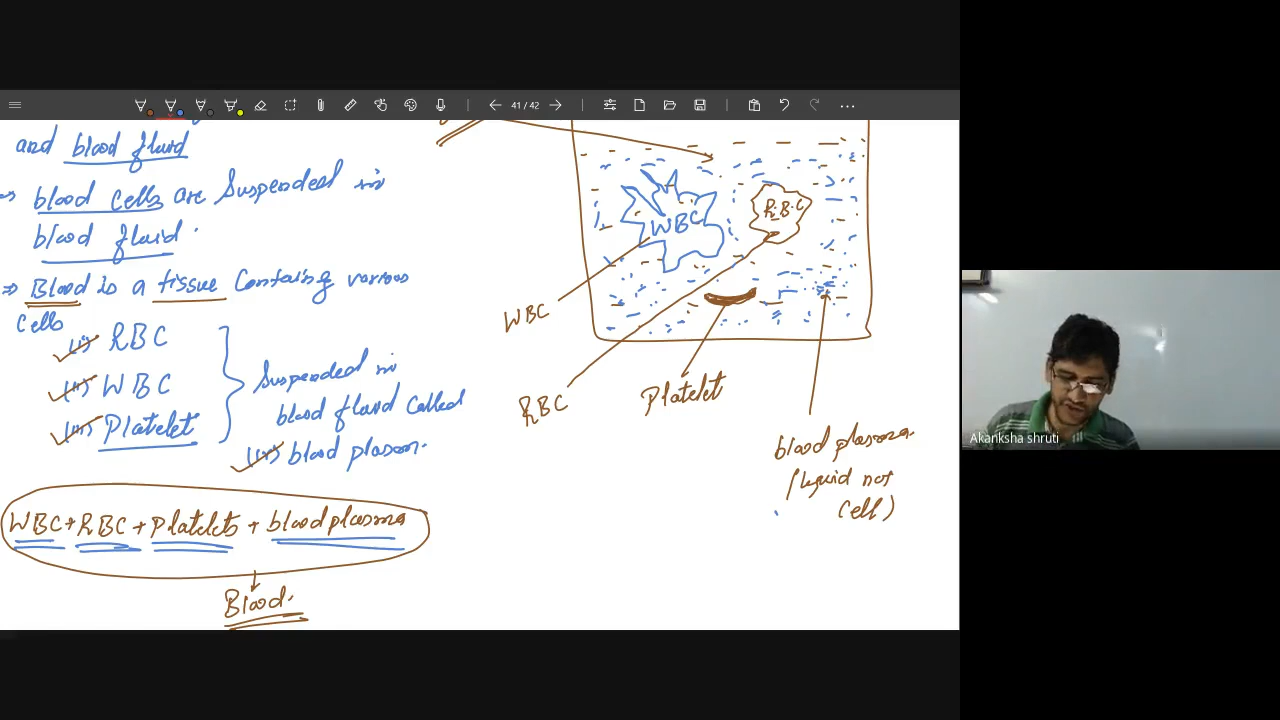 41 / 42
and blood fluid
⇒ blood cells are suspended in
blood fluid.
⇒ Blood is a tissue containing various
cells
(i) RBC
(ii) WBC
(iii) Platelet
suspended in
blood fluid called
(iv) blood plasm.
WBC+RBC+Platelets + blood plasma
Blood.
WBC
R.B.C
WBC
RBC
Platelet
blood plasma
(liquid not
cell)
Akanksha shruti